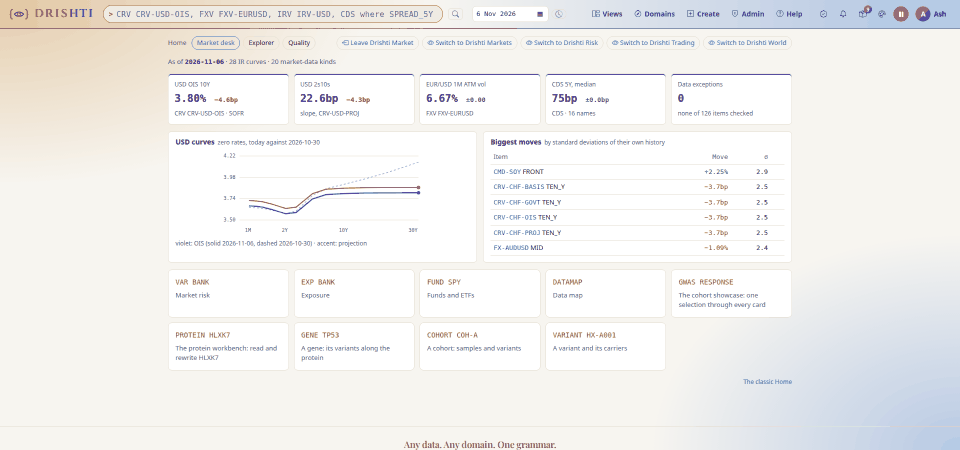 DRISHTI
> CRV CRV-USD-OIS, FXV FXV-EURUSD, IRV IRV-USD, CDS where SPREAD_5Y
6 Nov 2026
Views
Domains
Create
Admin
Help
A
Ash
Home
Market desk
Explorer
Quality
Leave Drishti Market
Switch to Drishti Markets
Switch to Drishti Risk
Switch to Drishti Trading
Switch to Drishti World
As of 2026-11-06 · 28 IR curves · 20 market-data kinds
USD OIS 10Y
3.80% −4.6bp
CRV CRV-USD-OIS · SOFR
USD 2s10s
22.6bp −4.3bp
slope, CRV-USD-PROJ
EUR/USD 1M ATM vol
6.67% ±0.00
FXV FXV-EURUSD
CDS 5Y, median
75bp ±0.0bp
CDS · 16 names
Data exceptions
0
none of 126 items checked
USD curves zero rates, today against 2026-10-30
4.22
3.98
3.74
3.50
1M 2Y 10Y 30Y
violet: OIS (solid 2026-11-06, dashed 2026-10-30) · accent: projection
Biggest moves by standard deviations of their own history
Item Move σ
CMD-SOY FRONT +2.25% 2.9
CRV-CHF-BASIS TEN_Y −3.7bp 2.5
CRV-CHF-GOVT TEN_Y −3.7bp 2.5
CRV-CHF-OIS TEN_Y −3.7bp 2.5
CRV-CHF-PROJ TEN_Y −3.7bp 2.5
FX-AUDUSD MID −1.09% 2.4
VAR BANK
Market risk
EXP BANK
Exposure
FUND SPY
Funds and ETFs
DATAMAP
Data map
GWAS RESPONSE
The cohort showcase: one
selection through every card
PROTEIN HLXK7
The protein workbench: read and
rewrite HLXK7
GENE TP53
A gene: its variants along the
protein
COHORT COH-A
A cohort: samples and variants
VARIANT HX-A001
A variant and its carriers
The classic Home
Any data. Any domain. One grammar.